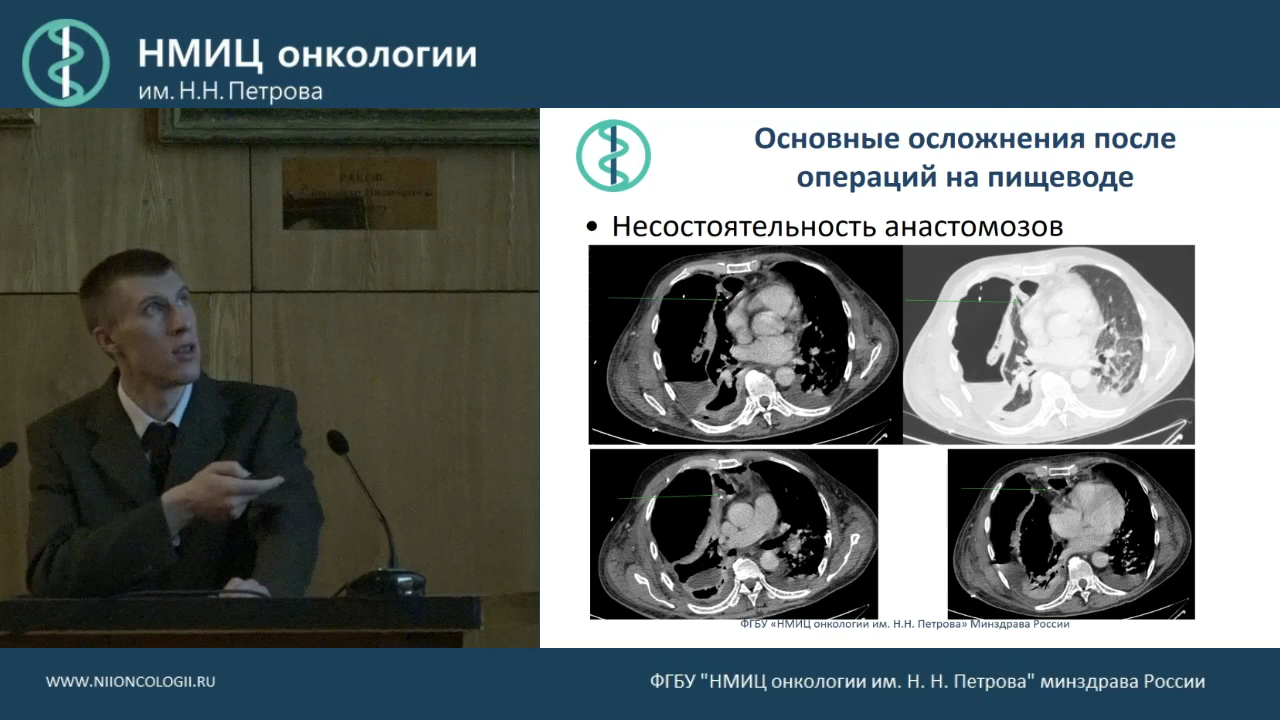 НМИЦ онкологии
им. Н.Н. Петрова
Основные осложнения после
операций на пищеводе
• Несостоятельность анастомозов
ФГБУ «НМИЦ онкологии им. Н.Н. Петрова» Минздрава России
WWW.NIIONCOLOGII.RU
ФГБУ "НМИЦ онкологии им. Н. Н. Петрова" минздрава России